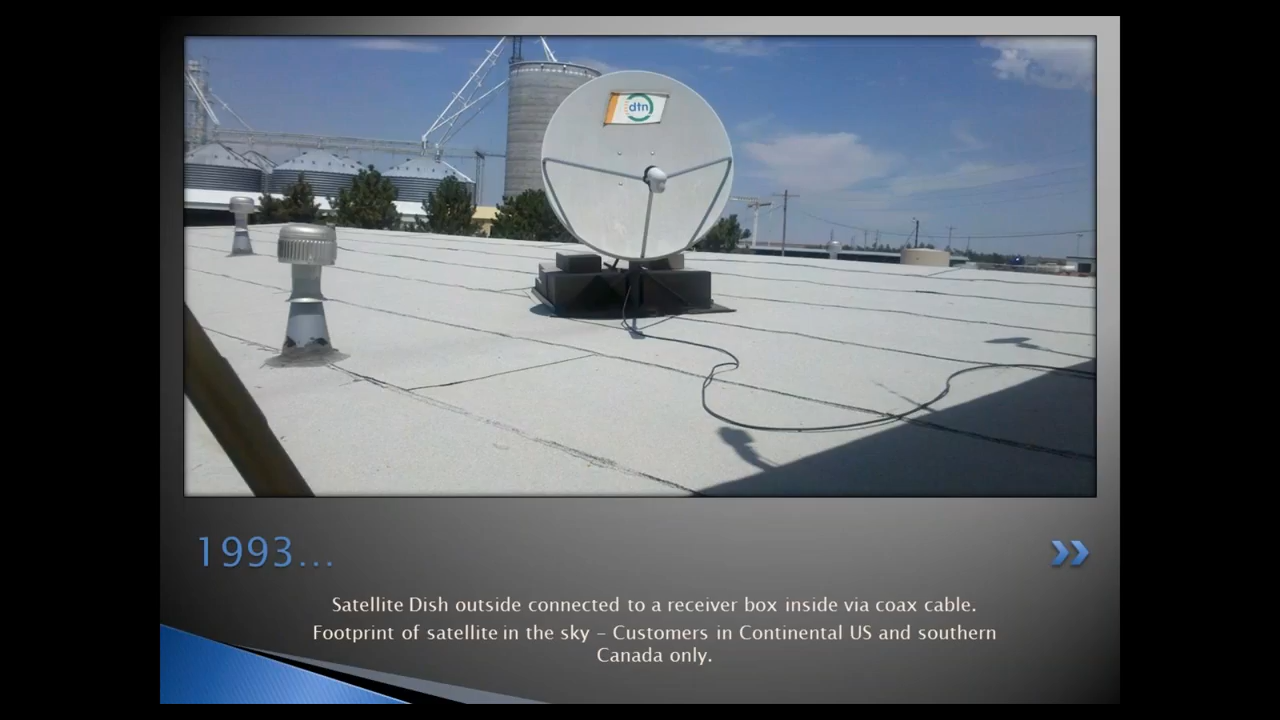 dtn
1993...
Satellite Dish outside connected to a receiver box inside via coax cable.
Footprint of satellite in the sky – Customers in Continental US and southern
Canada only.